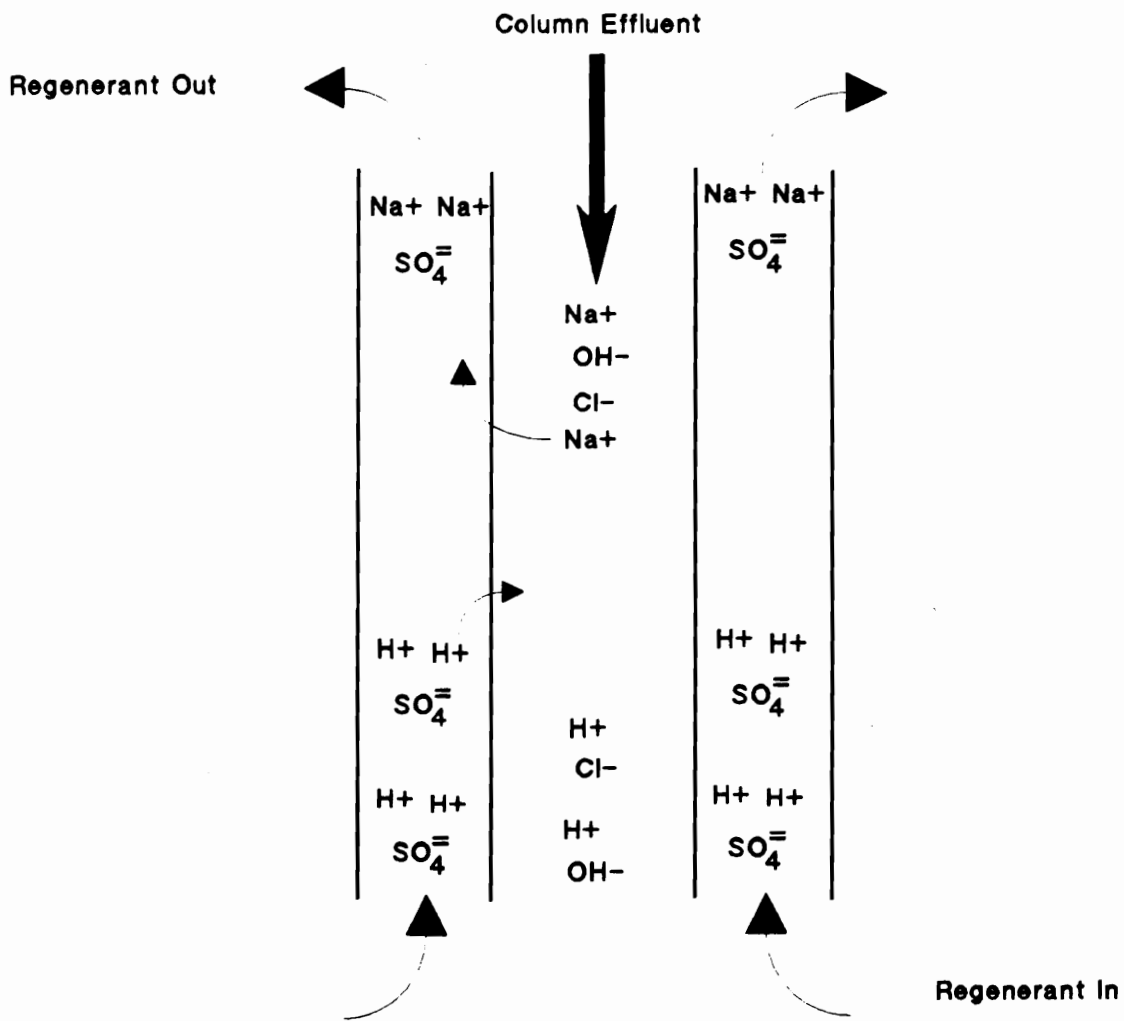 Column Effluent
Regenerant Out
Na+ Na+
SO4=
Na+ Na+
SO4=
Na+
OH-
Cl-
Na+
H+ H+
SO4=
H+ H+
SO4=
H+
Cl-
H+ H+
SO4=
H+ H+
SO4=
H+
OH-
Regenerant In